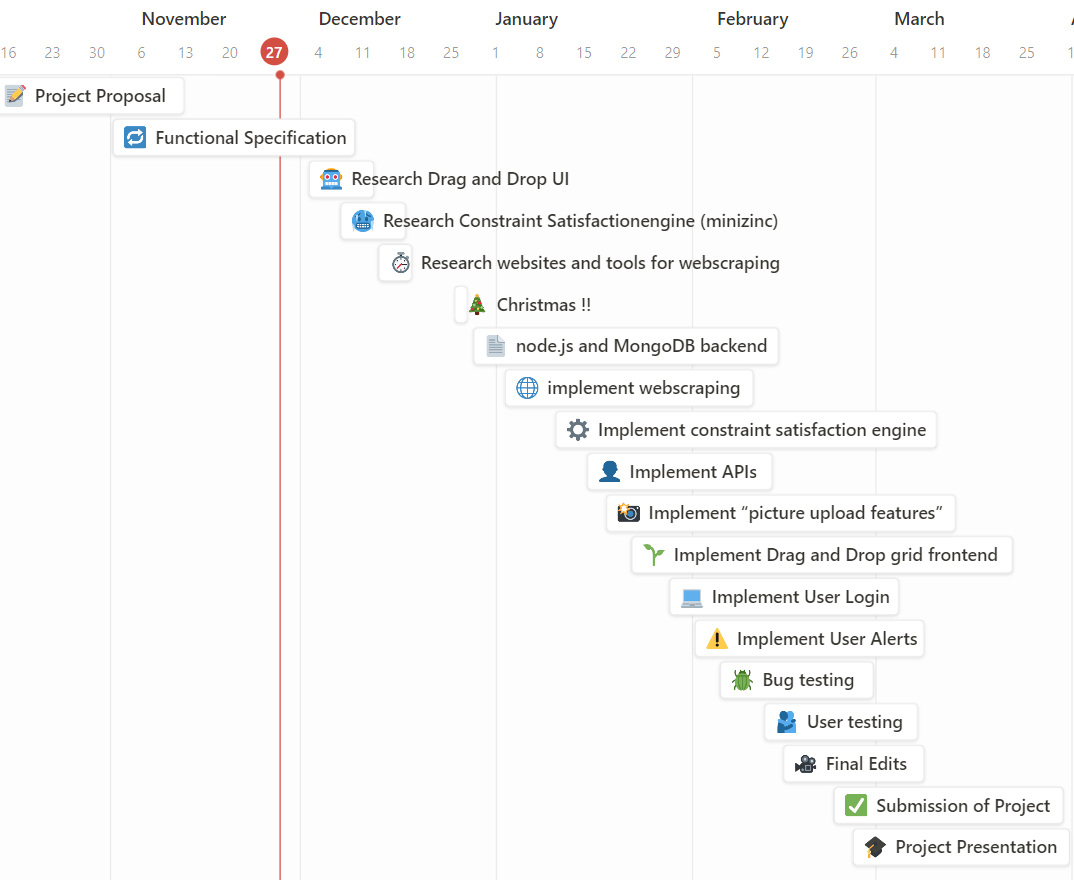 November December January February March
16 23 30 6 13 20 27 4 11 18 25 1 8 15 22 29 5 12 19 26 4 11 18 25
Project Proposal
Functional Specification
Research Drag and Drop UI
Research Constraint Satisfactionengine (minizinc)
Research websites and tools for webscraping
Christmas !!
node.js and MongoDB backend
implement webscraping
Implement constraint satisfaction engine
Implement APIs
Implement “picture upload features”
Implement Drag and Drop grid frontend
Implement User Login
Implement User Alerts
Bug testing
User testing
Final Edits
Submission of Project
Project Presentation